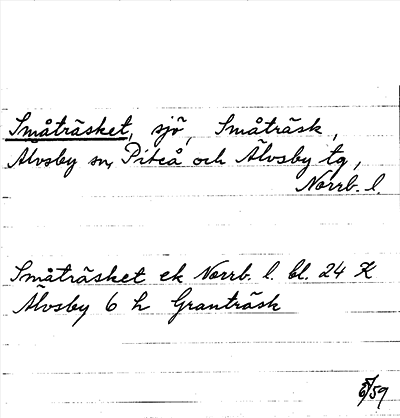 Småträsket, sjö, Småträsk,
Älvsby sn, Piteå och Älvsby tg,
Norrb. l.
Småträsket ek Norrb. l. bl. 24 K
Älvsby 6 h Granträsk